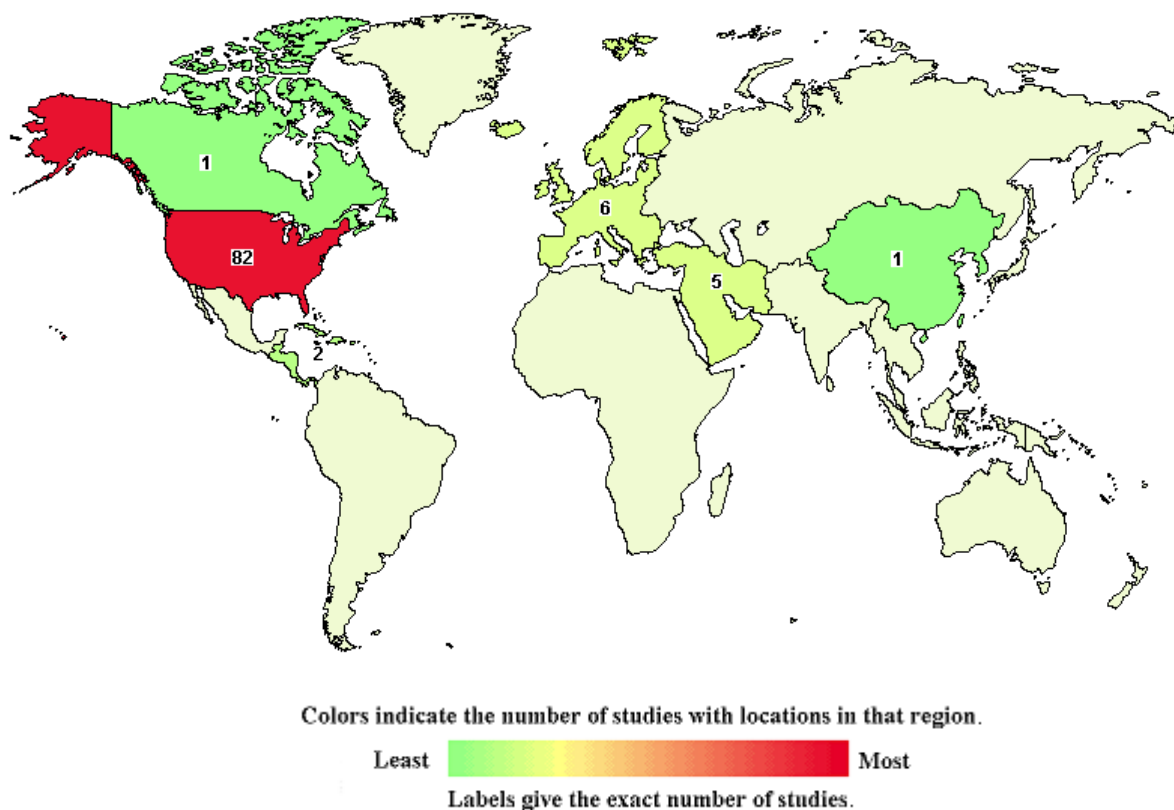 1
6
82
1
5
2
Colors indicate the number of studies with locations in that region.
Least Most
Labels give the exact number of studies.